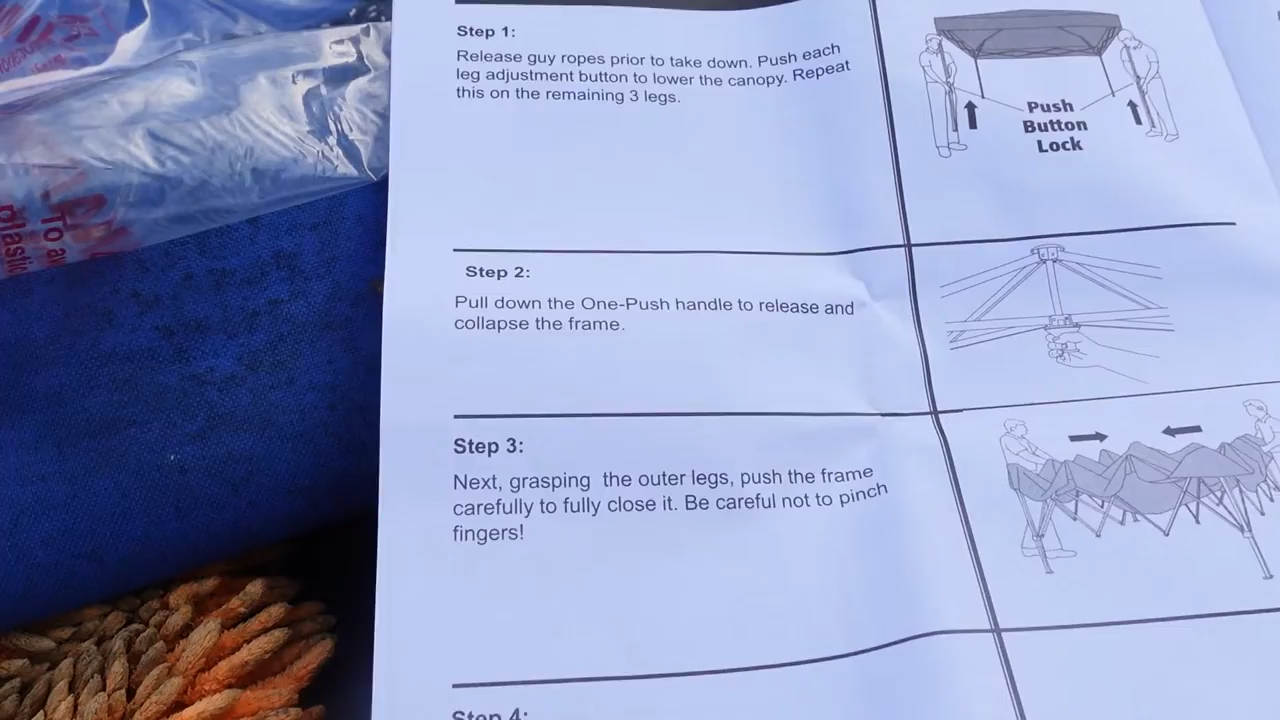 Step 1:
Release guy ropes prior to take down. Push each
leg adjustment button to lower the canopy. Repeat
this on the remaining 3 legs.
Push
Button
Lock
Step 2:
Pull down the One-Push handle to release and
collapse the frame.
Step 3:
Next, grasping the outer legs, push the frame
carefully to fully close it. Be careful not to pinch
fingers!
Step 4:
To a
plastic